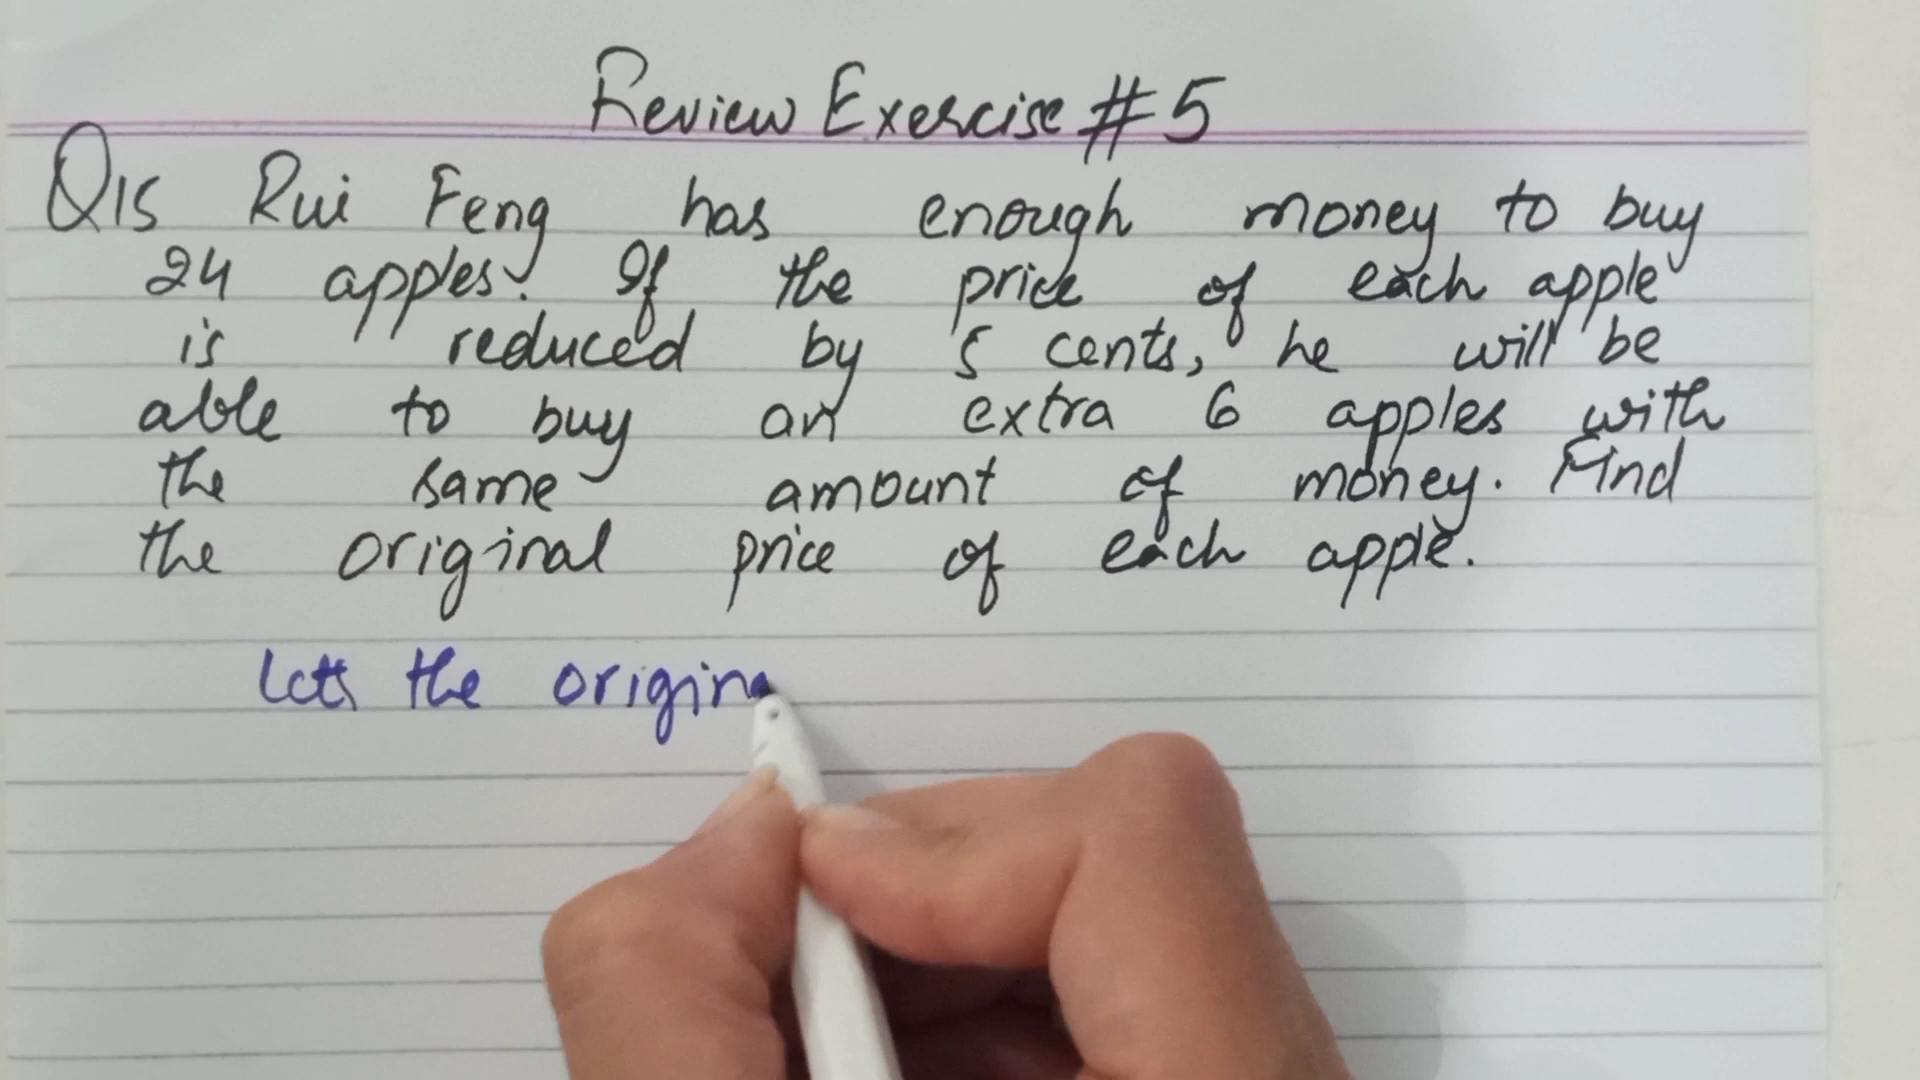 Review Exercise #5
Q15 Rui Feng has enough money to buy
24 apples. If the price of each apple
is reduced by 5 cents, he will be
able to buy an extra 6 apples with
the same amount of money. Find
the original price of each apple.
the origina